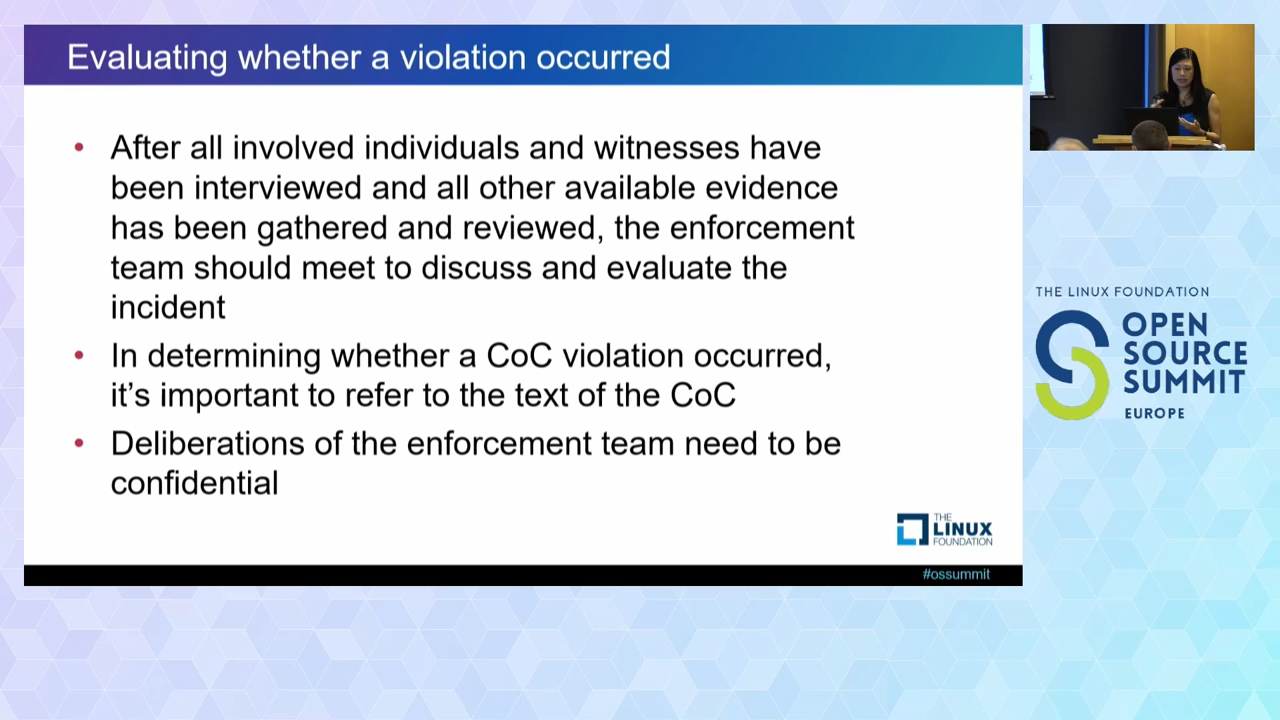 Evaluating whether a violation occurred
• After all involved individuals and witnesses have
been interviewed and all other available evidence
has been gathered and reviewed, the enforcement
team should meet to discuss and evaluate the
incident
• In determining whether a CoC violation occurred,
it’s important to refer to the text of the CoC
• Deliberations of the enforcement team need to be
confidential
THE
LINUX
FOUNDATION
#ossummit
THE LINUX FOUNDATION
OPEN
SOURCE
SUMMIT
EUROPE